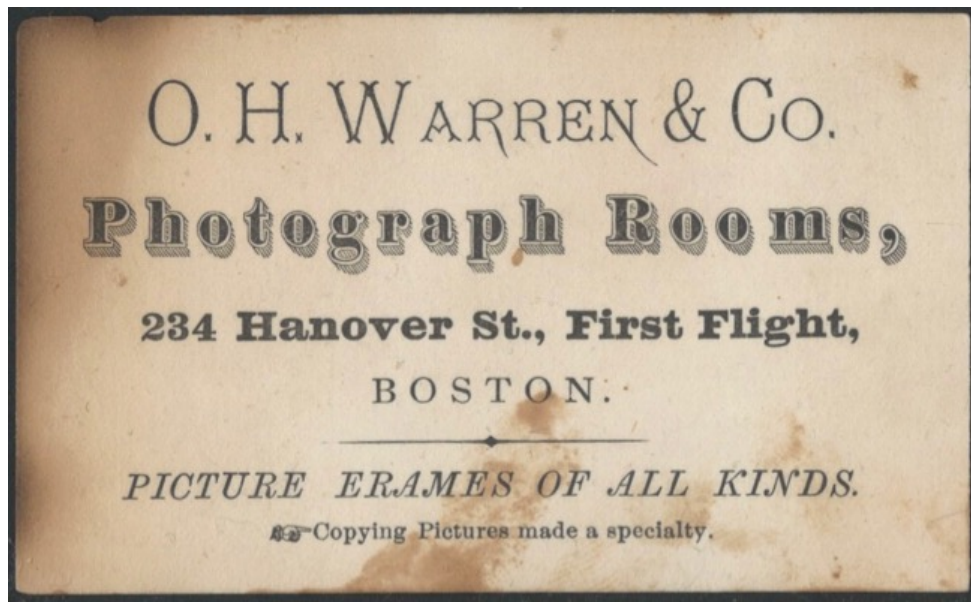 O. H. WARREN & CO.
Photograph Rooms,
234 Hanover St., First Flight,
BOSTON.
PICTURE ERAMES OF ALL KINDS.
☞Copying Pictures made a specialty.